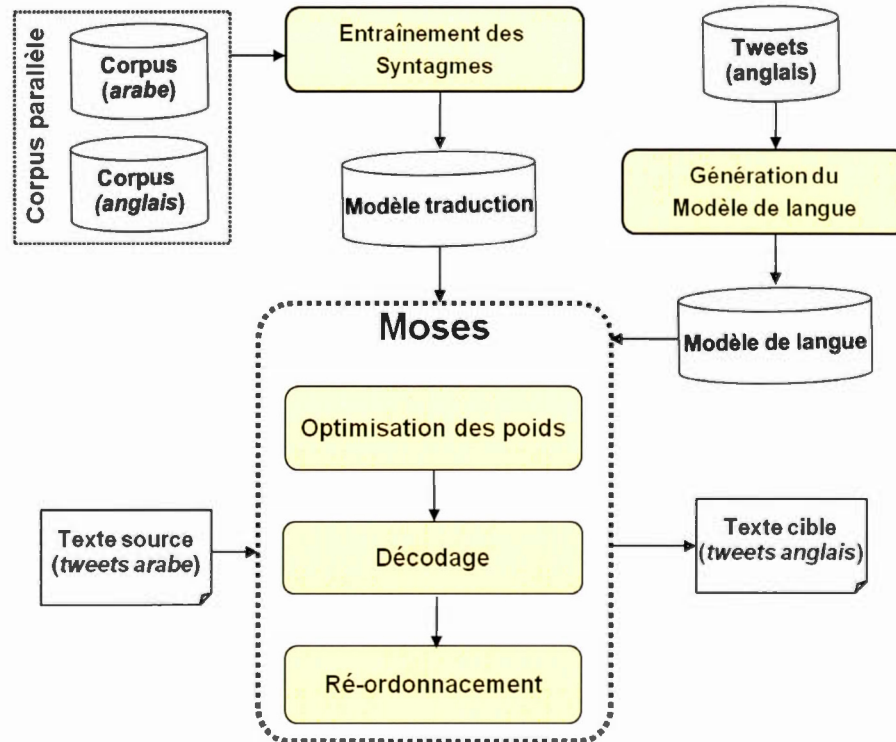 Corpus parallèle
Corpus
(arabe)
Corpus
(anglais)
Entraînement des
Syntagmes
Modèle traduction
Tweets
(anglais)
Génération du
Modèle de langue
Modèle de langue
Moses
Optimisation des poids
Décodage
Ré-ordonnacement
Texte source
(tweets arabe)
Texte cible
(tweets anglais)